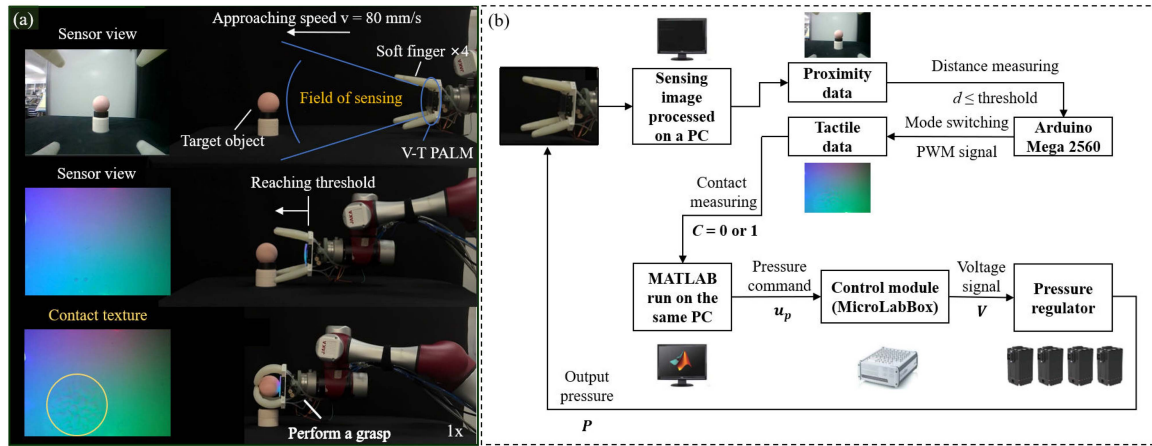 (a)
Sensor view
Approaching speed v = 80 mm/s
Soft finger ×4
Field of sensing
Target object
V-T PALM
Sensor view
Reaching threshold
Contact texture
Perform a grasp
1x
(b)
Sensing
image
processed
on a PC
Proximity
data
Distance measuring
d ≤ threshold
Arduino
Mega 2560
Mode switching
PWM signal
Tactile
data
Contact
measuring
C = 0 or 1
MATLAB
run on the
same PC
Pressure
command
u_p
Control module
(MicroLabBox)
Voltage
signal
V
Pressure
regulator
Output
pressure
P